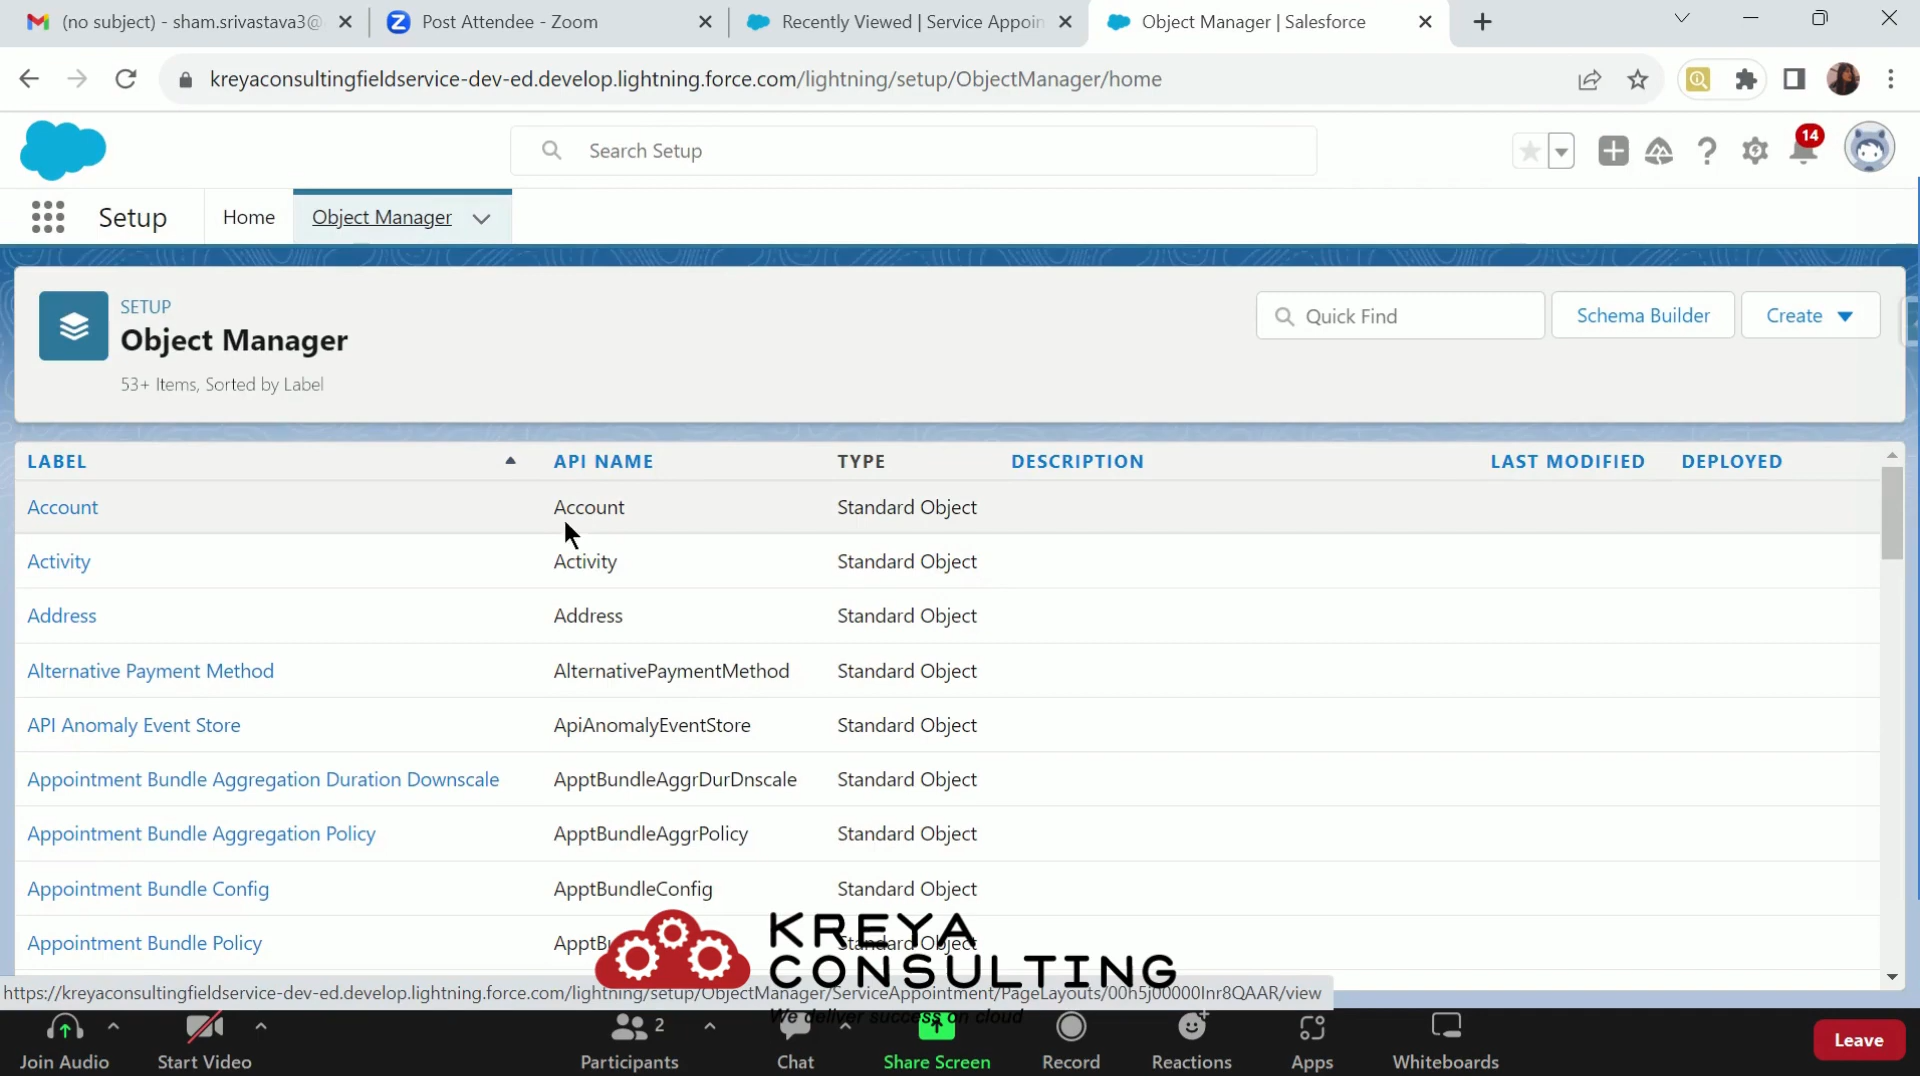 (no subject) - sham.srivastava3@
Post Attendee - Zoom
Recently Viewed | Service Appoin
Object Manager | Salesforce
kreyaconsultingfieldservice-dev-ed.develop.lightning.force.com/lightning/setup/ObjectManager/home
Search Setup
14
Setup
Home
Object Manager
SETUP
Object Manager
53+ Items, Sorted by Label
Quick Find
Schema Builder
Create
LABEL API NAME TYPE DESCRIPTION LAST MODIFIED DEPLOYED
Account Account Standard Object
Activity Activity Standard Object
Address Address Standard Object
Alternative Payment Method AlternativePaymentMethod Standard Object
API Anomaly Event Store ApiAnomalyEventStore Standard Object
Appointment Bundle Aggregation Duration Downscale ApptBundleAggrDurDnscale Standard Object
Appointment Bundle Aggregation Policy ApptBundleAggrPolicy Standard Object
Appointment Bundle Config ApptBundleConfig Standard Object
Appointment Bundle Policy Standard Object
KREYA
CONSULTING
We deliver success on cloud
https://kreyaconsultingfieldservice-dev-ed.develop.lightning.force.com/lightning/setup/ObjectManager/ServiceAppointment/PageLayouts/00h5j00000Inr8QAAR/view
Join Audio
Start Video
2
Participants
Chat
Share Screen
Record
Reactions
Apps
Whiteboards
Leave